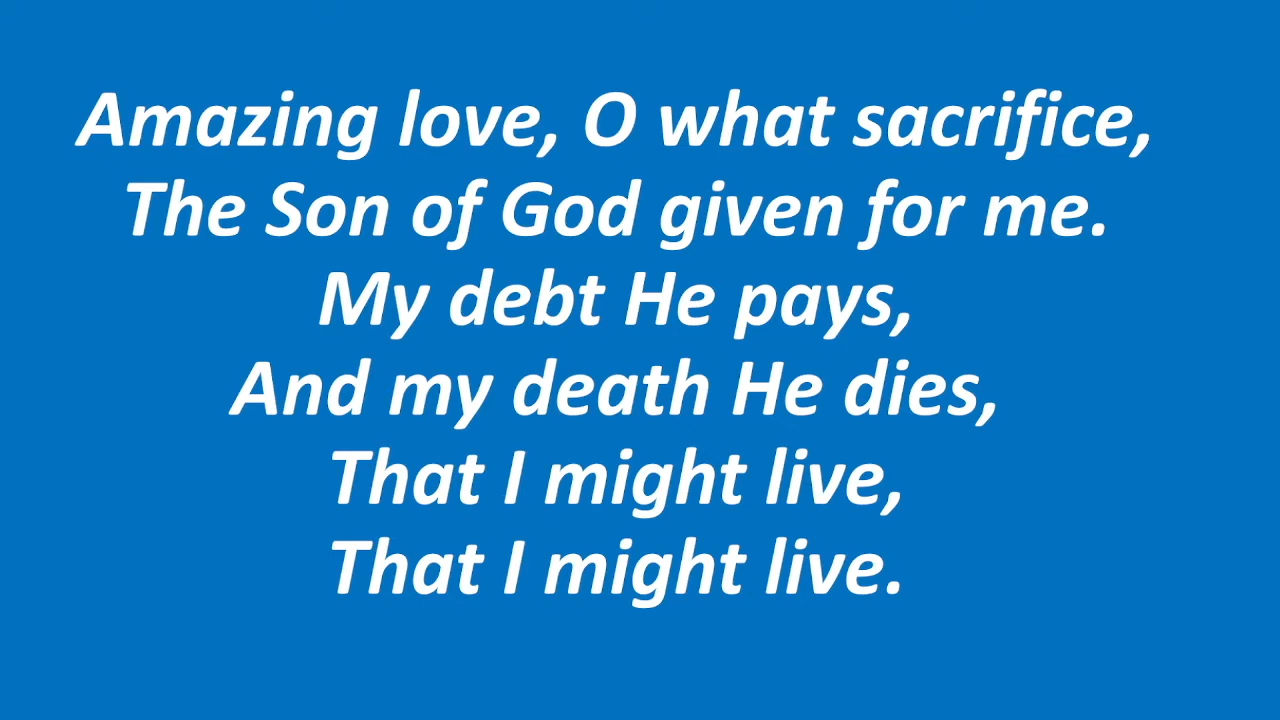 Amazing love, O what sacrifice,
The Son of God given for me.
My debt He pays,
And my death He dies,
That I might live,
That I might live.